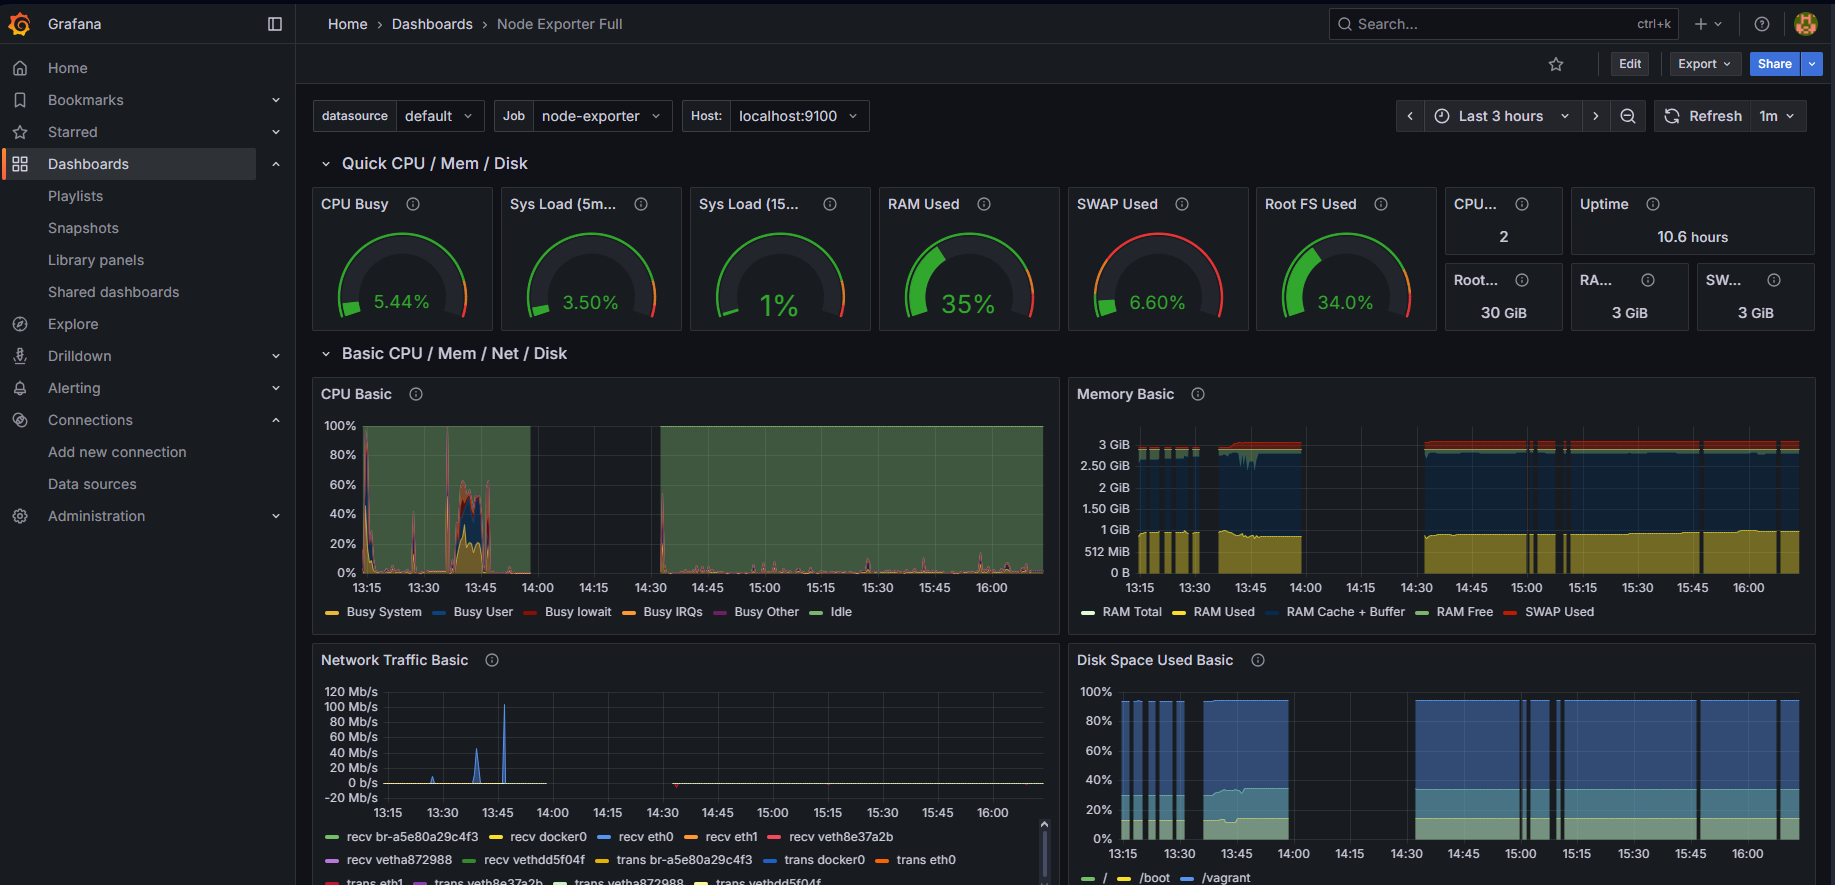 Grafana
Home › Dashboards › Node Exporter Full
Search... ctrl+k
Home
Bookmarks
Starred
Dashboards
Playlists
Snapshots
Library panels
Shared dashboards
Explore
Drilldown
Alerting
Connections
Add new connection
Data sources
Administration
Edit Export Share
datasource default Job node-exporter Host: localhost:9100
Last 3 hours Refresh 1m
Quick CPU / Mem / Disk
CPU Busy
5.44%
Sys Load (5m...
3.50%
Sys Load (15...
1%
RAM Used
35%
SWAP Used
6.60%
Root FS Used
34.0%
CPU...
2
Uptime
10.6 hours
Root...
30 GiB
RA...
3 GiB
SW...
3 GiB
Basic CPU / Mem / Net / Disk
CPU Basic
100%
80%
60%
40%
20%
0%
13:15 13:30 13:45 14:00 14:15 14:30 14:45 15:00 15:15 15:30 15:45 16:00
Busy System Busy User Busy Iowait Busy IRQs Busy Other Idle
Memory Basic
3 GiB
2.50 GiB
2 GiB
1.50 GiB
1 GiB
512 MiB
0 B
13:15 13:30 13:45 14:00 14:15 14:30 14:45 15:00 15:15 15:30 15:45 16:00
RAM Total RAM Used RAM Cache + Buffer RAM Free SWAP Used
Network Traffic Basic
120 Mb/s
100 Mb/s
80 Mb/s
60 Mb/s
40 Mb/s
20 Mb/s
0 b/s
-20 Mb/s
13:15 13:30 13:45 14:00 14:15 14:30 14:45 15:00 15:15 15:30 15:45 16:00
recv br-a5e80a29c4f3 recv docker0 recv eth0 recv eth1 recv veth8e37a2b
recv vetha872988 recv vethdd5f04f trans br-a5e80a29c4f3 trans docker0 trans eth0
trans eth1 trans veth8e37a2b trans vetha872988 trans vethdd5f04f
Disk Space Used Basic
100%
80%
60%
40%
20%
0%
13:15 13:30 13:45 14:00 14:15 14:30 14:45 15:00 15:15 15:30 15:45 16:00
/ /boot /vagrant